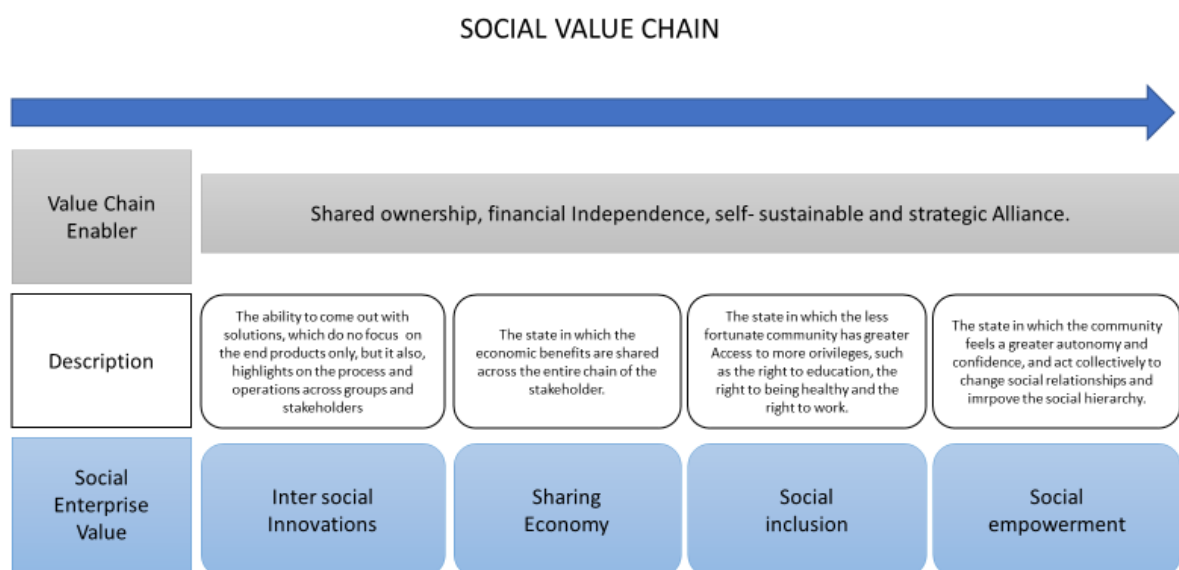 SOCIAL VALUE CHAIN
Value Chain
Enabler
Shared ownership, financial Independence, self- sustainable and strategic Alliance.
Description
The ability to come out with
solutions, which do no focus on
the end products only, but it also,
highlights on the process and
operations across groups and
stakeholders
The state in which the
economic benefits are shared
across the entire chain of the
stakeholder.
The state in which the less
fortunate community has greater
Access to more orivileges, such
as the right to education, the
right to being healthy and the
right to work.
The state in which the community
feels a greater autonomy and
confidence, and act collectively to
change social relationships and
imrpove the social hierarchy.
Social
Enterprise
Value
Inter social
Innovations
Sharing
Economy
Social
inclusion
Social
empowerment